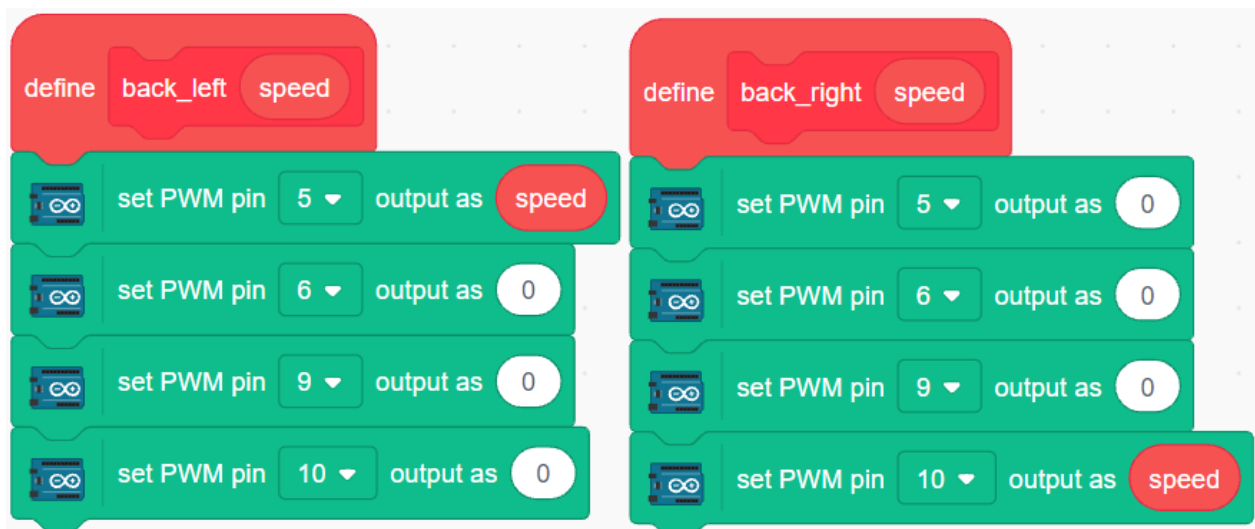 define back_left speed
set PWM pin 5 output as speed
set PWM pin 6 output as 0
set PWM pin 9 output as 0
set PWM pin 10 output as 0
define back_right speed
set PWM pin 5 output as 0
set PWM pin 6 output as 0
set PWM pin 9 output as 0
set PWM pin 10 output as speed